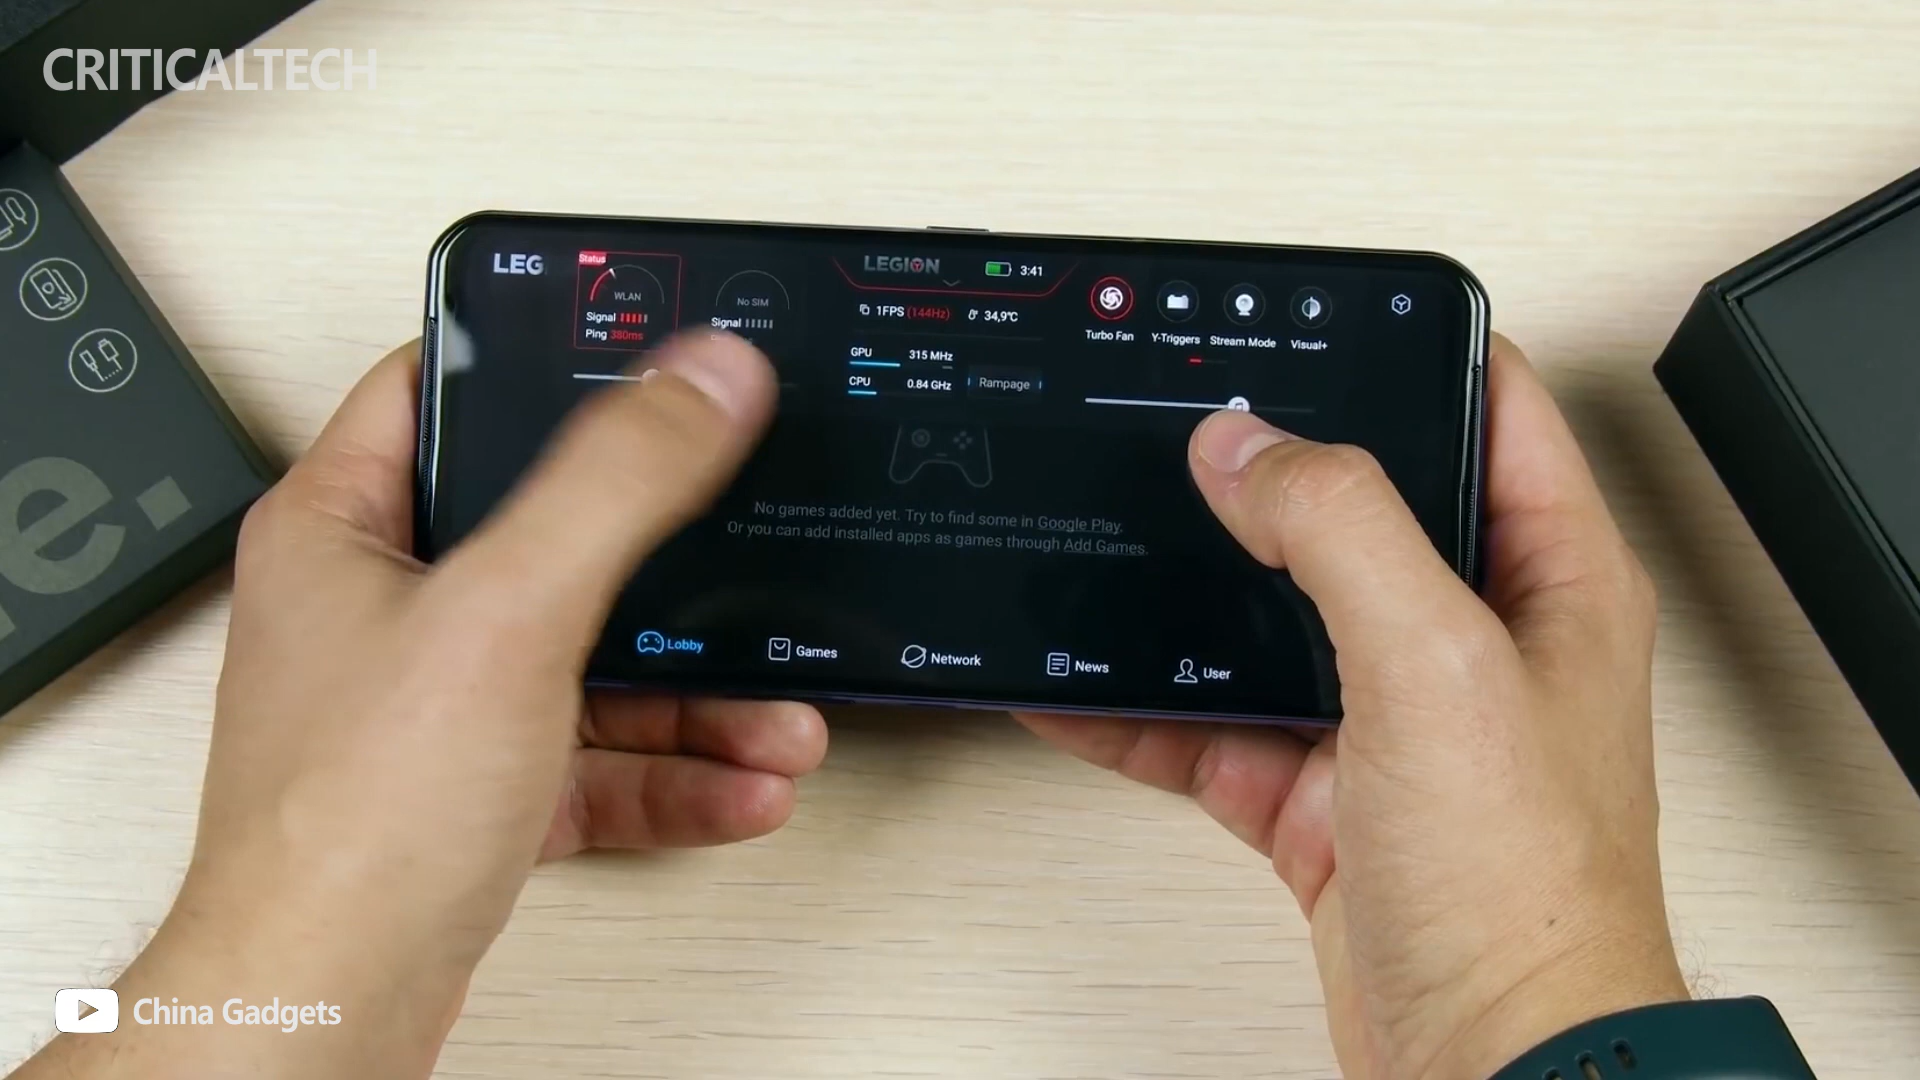 CRITICALTECH
LEG
Status
WLAN
Signal
Ping 380ms
No SIM
Signal
LEGION
3:41
1FPS (144Hz)
34,9°C
GPU 315 MHz
CPU 0.84 GHz
Rampage
Turbo Fan
Y-Triggers
Stream Mode
Visual+
No games added yet. Try to find some in Google Play.
Or you can add installed apps as games through Add Games.
Lobby
Games
Network
News
User
e.
China Gadgets